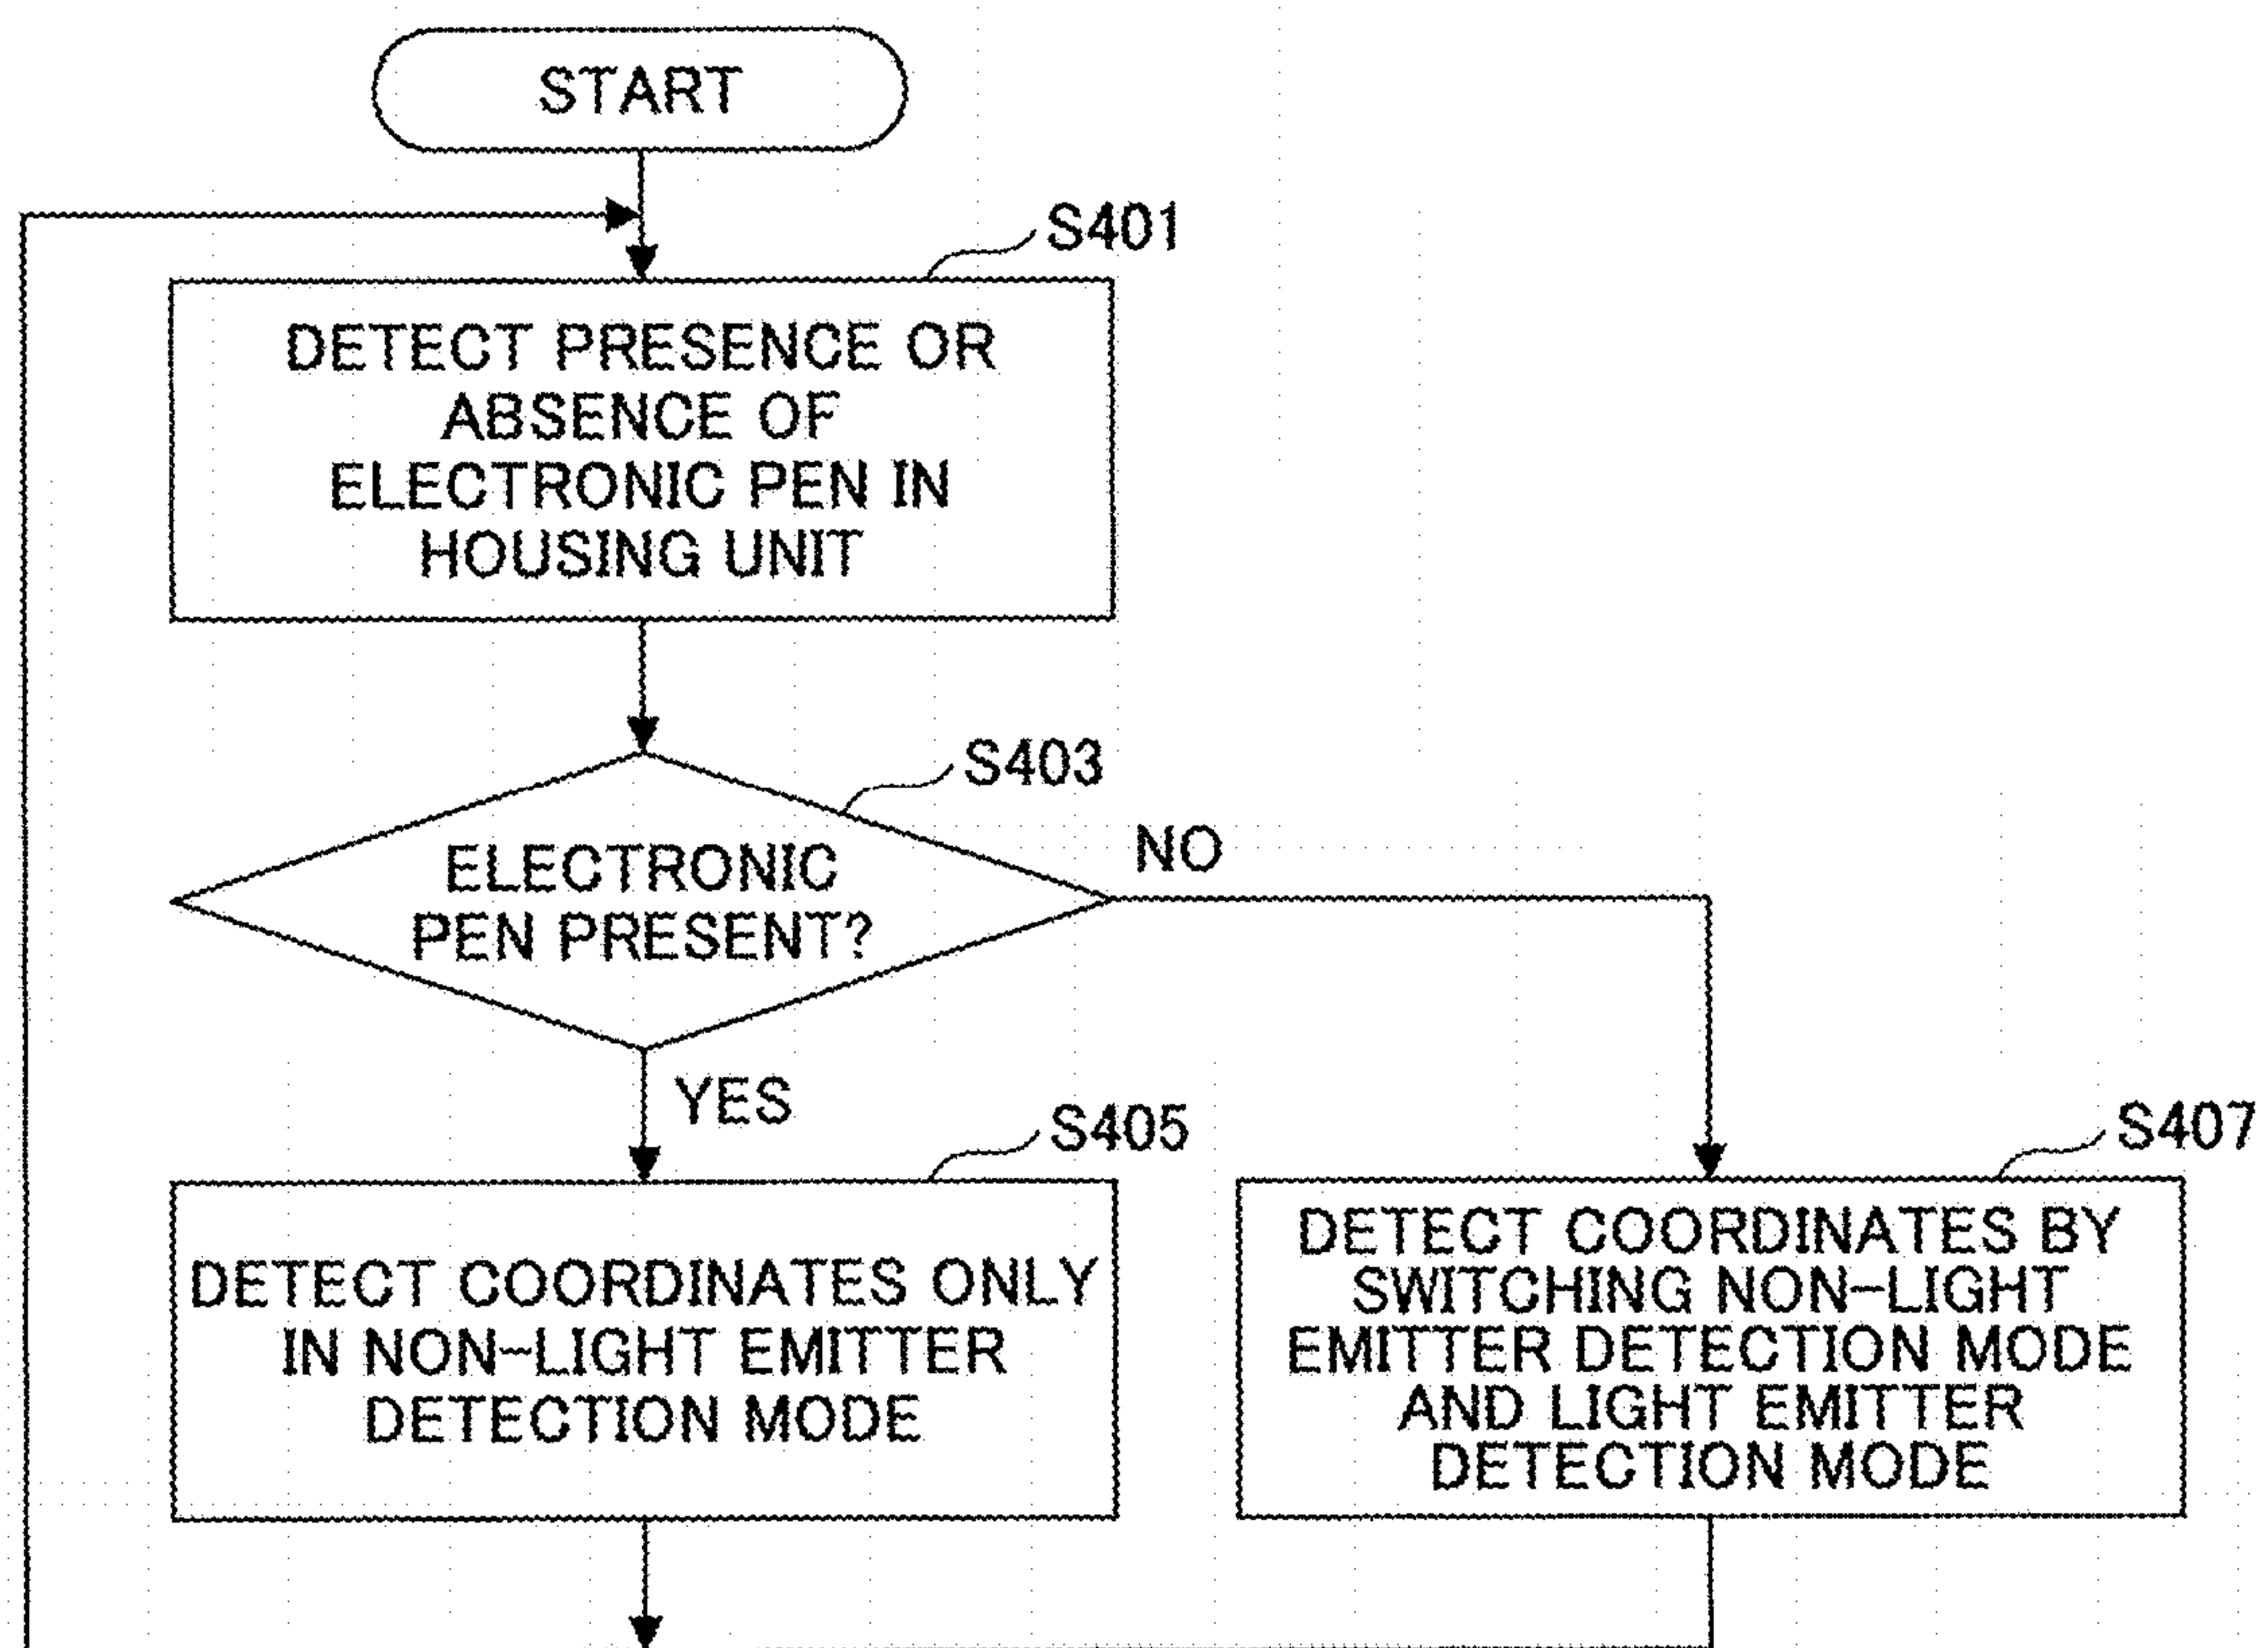 START
S401
DETECT PRESENCE OR
ABSENCE OF
ELECTRONIC PEN IN
HOUSING UNIT
S403
ELECTRONIC
PEN PRESENT?
NO
YES
S405
DETECT COORDINATES ONLY
IN NON-LIGHT EMITTER
DETECTION MODE
S407
DETECT COORDINATES BY
SWITCHING NON-LIGHT
EMITTER DETECTION MODE
AND LIGHT EMITTER
DETECTION MODE